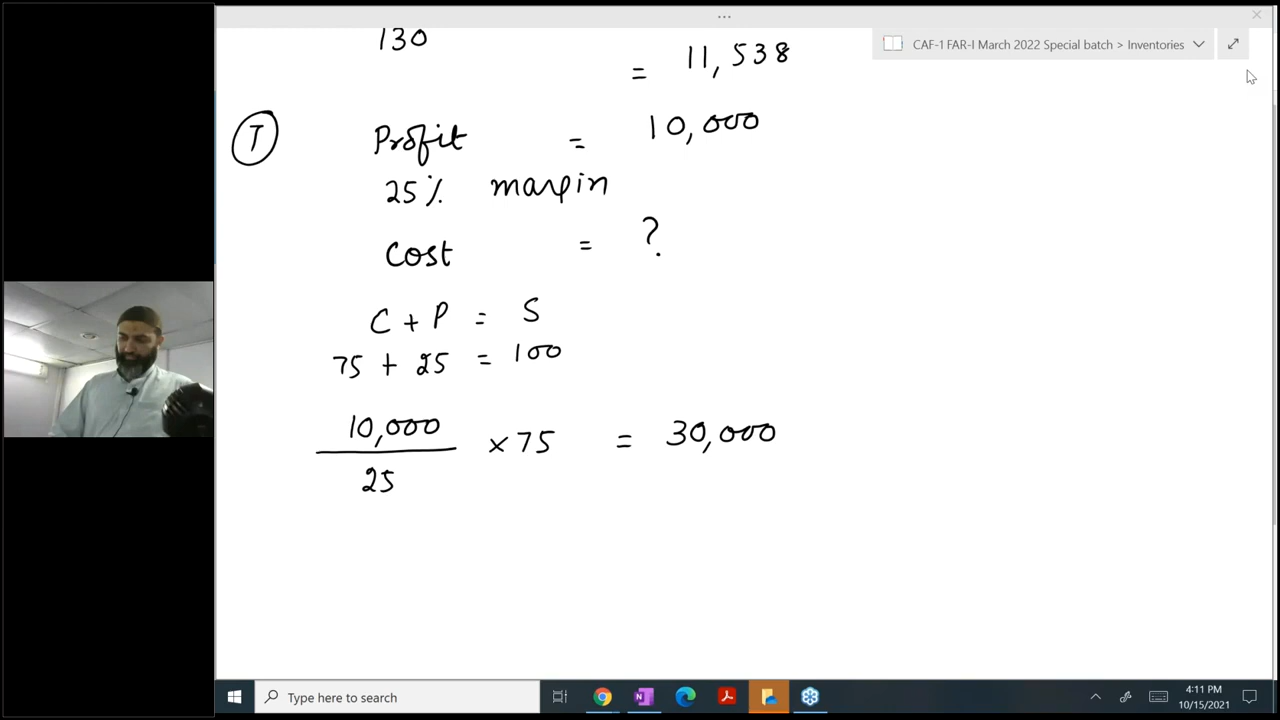 CAF-1 FAR-I March 2022 Special batch > Inventories
130
= 11,538
I Profit = 10,000
25% margin
Cost = ?
C + P = S
75 + 25 = 100
10,000
× 75 = 30,000
25
Type here to search
4:11 PM
10/15/2021